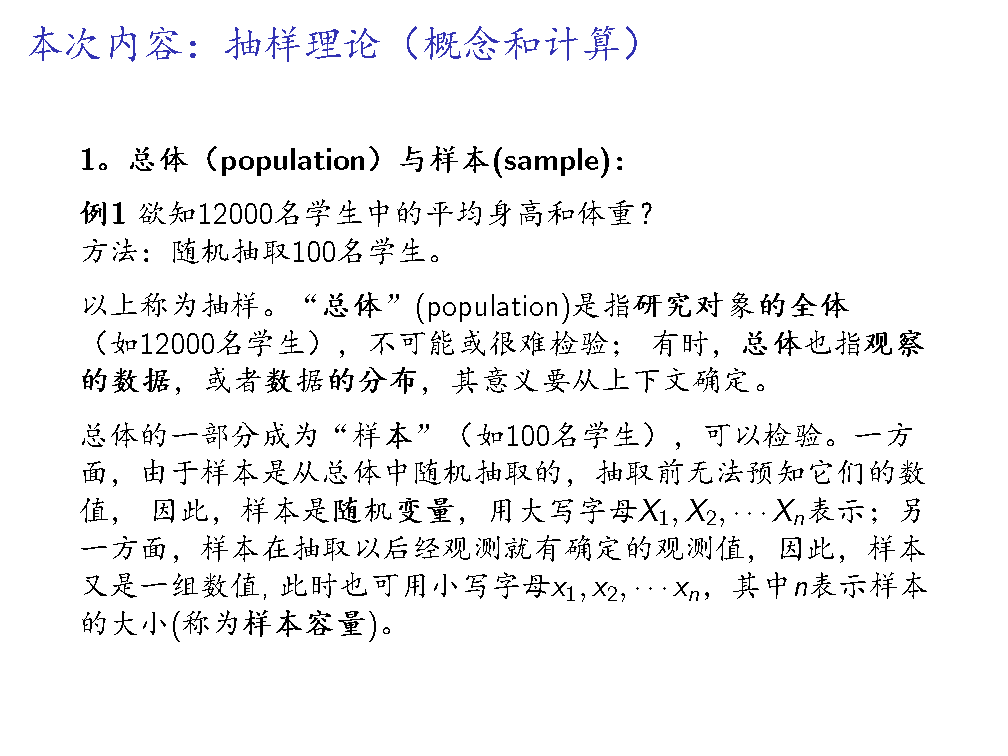 本次内容：抽样理论（概念和计算）
1。总体（population）与样本(sample)：
例1 欲知12000名学生中的平均身高和体重？
方法：随机抽取100名学生。
以上称为抽样。“总体”(population)是指研究对象的全体
（如12000名学生），不可能或很难检验； 有时，总体也指观察
的数据，或者数据的分布，其意义要从上下文确定。
总体的一部分成为“样本”（如100名学生），可以检验。一方
面，由于样本是从总体中随机抽取的，抽取前无法预知它们的数
值， 因此，样本是随机变量，用大写字母X₁, X₂, ⋯ Xₙ表示；另
一方面，样本在抽取以后经观测就有确定的观测值，因此，样本
又是一组数值, 此时也可用小写字母x₁, x₂, ⋯ xₙ，其中n表示样本
的大小(称为样本容量)。